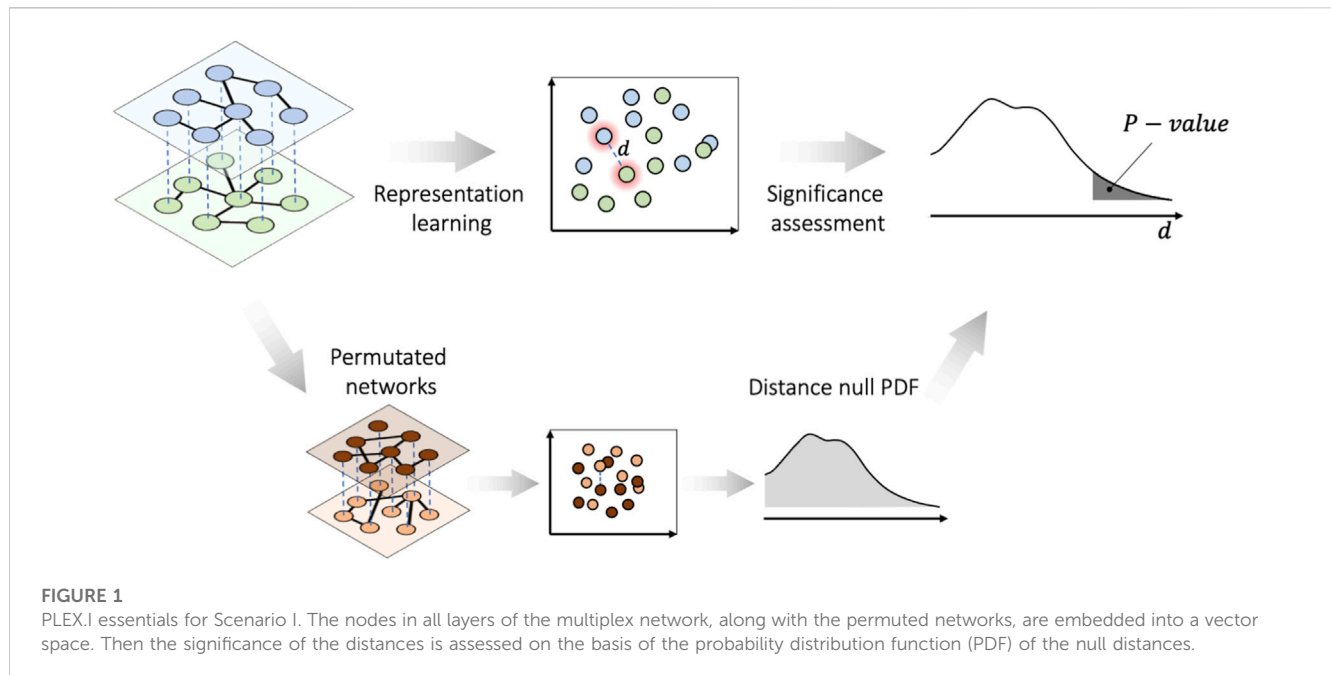 Representation
learning
d
Significance
assessment
P − value
d
Permutated
networks
Distance null PDF
FIGURE 1
PLEX.I essentials for Scenario I. The nodes in all layers of the multiplex network, along with the permuted networks, are embedded into a vector
space. Then the significance of the distances is assessed on the basis of the probability distribution function (PDF) of the null distances.